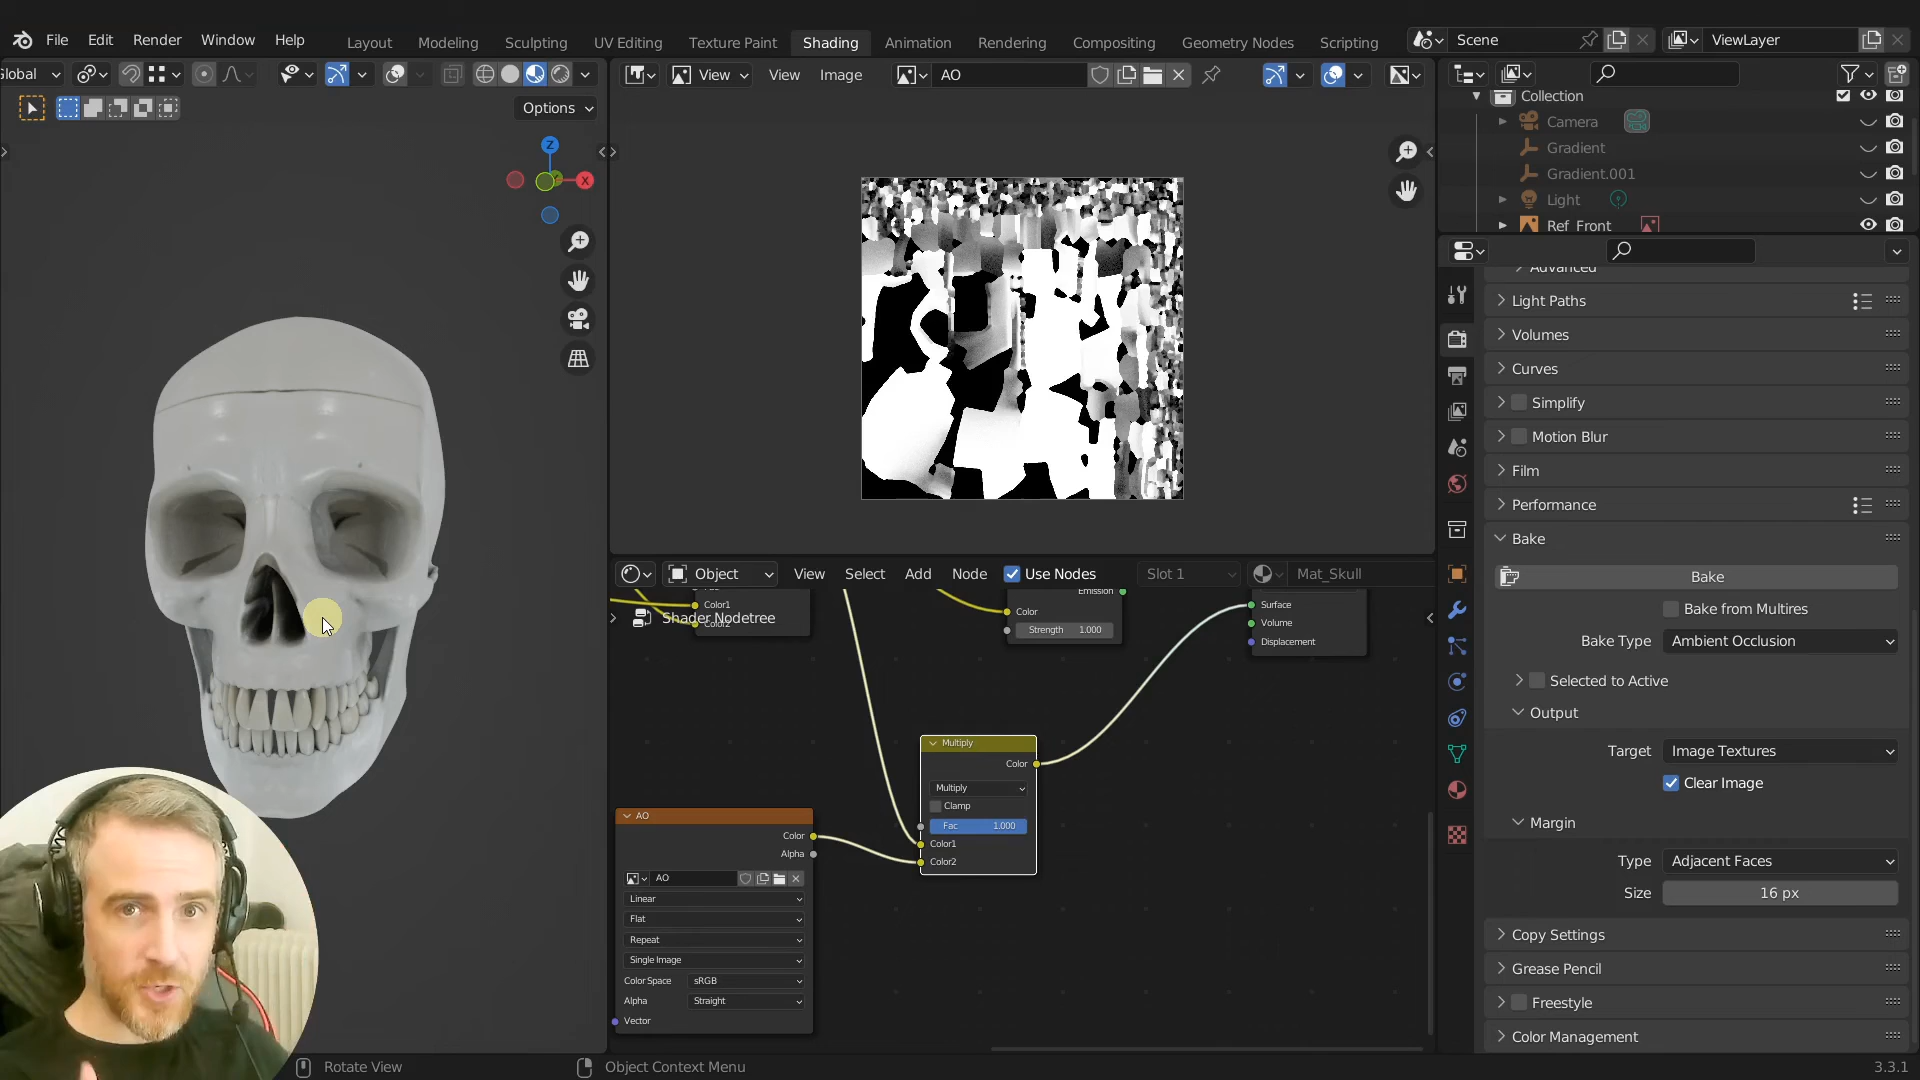 File Edit Render Window Help
Layout Modeling Sculpting UV Editing Texture Paint Shading Animation Rendering Compositing Geometry Nodes Scripting
Scene
ViewLayer
Global
Options
Z
X
View
View Image
AO
Collection
Camera
Gradient
Gradient.001
Light
Ref Front
Advanced
Light Paths
Volumes
Curves
Simplify
Motion Blur
Film
Performance
Bake
Bake
Bake from Multires
Bake Type Ambient Occlusion
Selected to Active
Output
Target Image Textures
Clear Image
Margin
Type Adjacent Faces
Size 16 px
Copy Settings
Grease Pencil
Freestyle
Color Management
Object View Select Add Node Use Nodes Slot 1 Mat_Skull
Shader Nodetree
Color1
Color2
Emission
Color
Strength 1.000
Surface
Volume
Displacement
Multiply
Color
Multiply
Clamp
Fac 1.000
Color1
Color2
AO
Color
Alpha
AO
Linear
Flat
Repeat
Single Image
Color Space sRGB
Alpha Straight
Vector
Rotate View
Object Context Menu
3.3.1